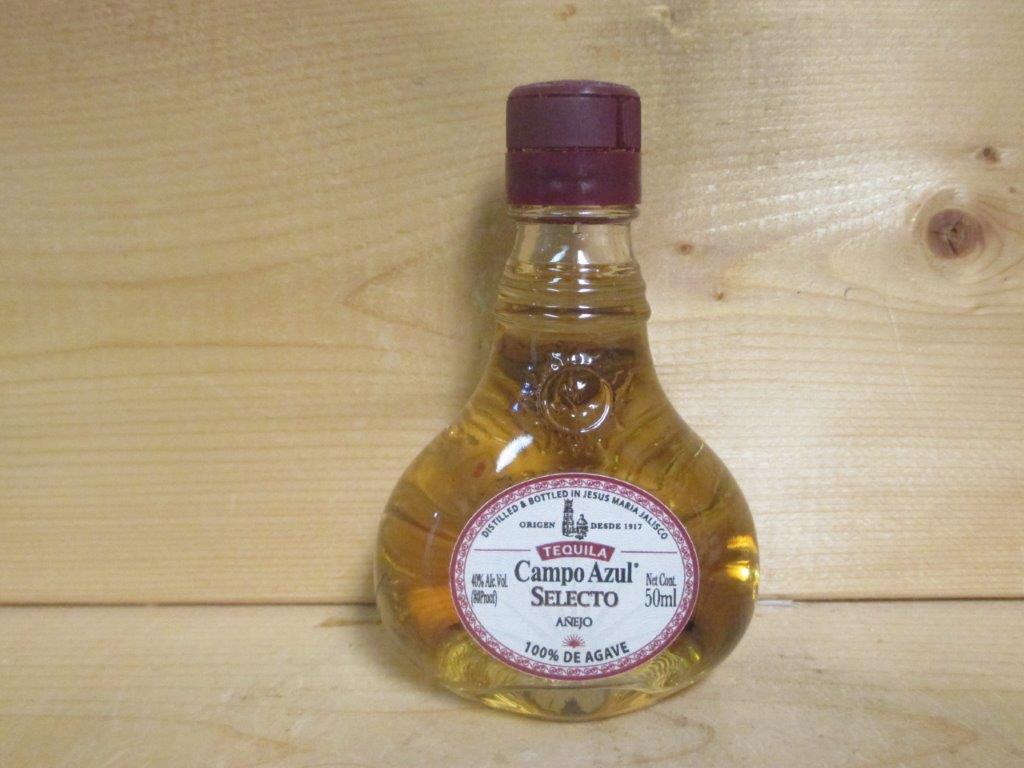 DISTILLED & BOTTLED IN JESUS MARIA JALISCO
ORIGEN DESDE 1917
TEQUILA
Campo Azul®
SELECTO
40% Alc. Vol. (80Proof)
Net Cont. 50ml
AÑEJO
100% DE AGAVE